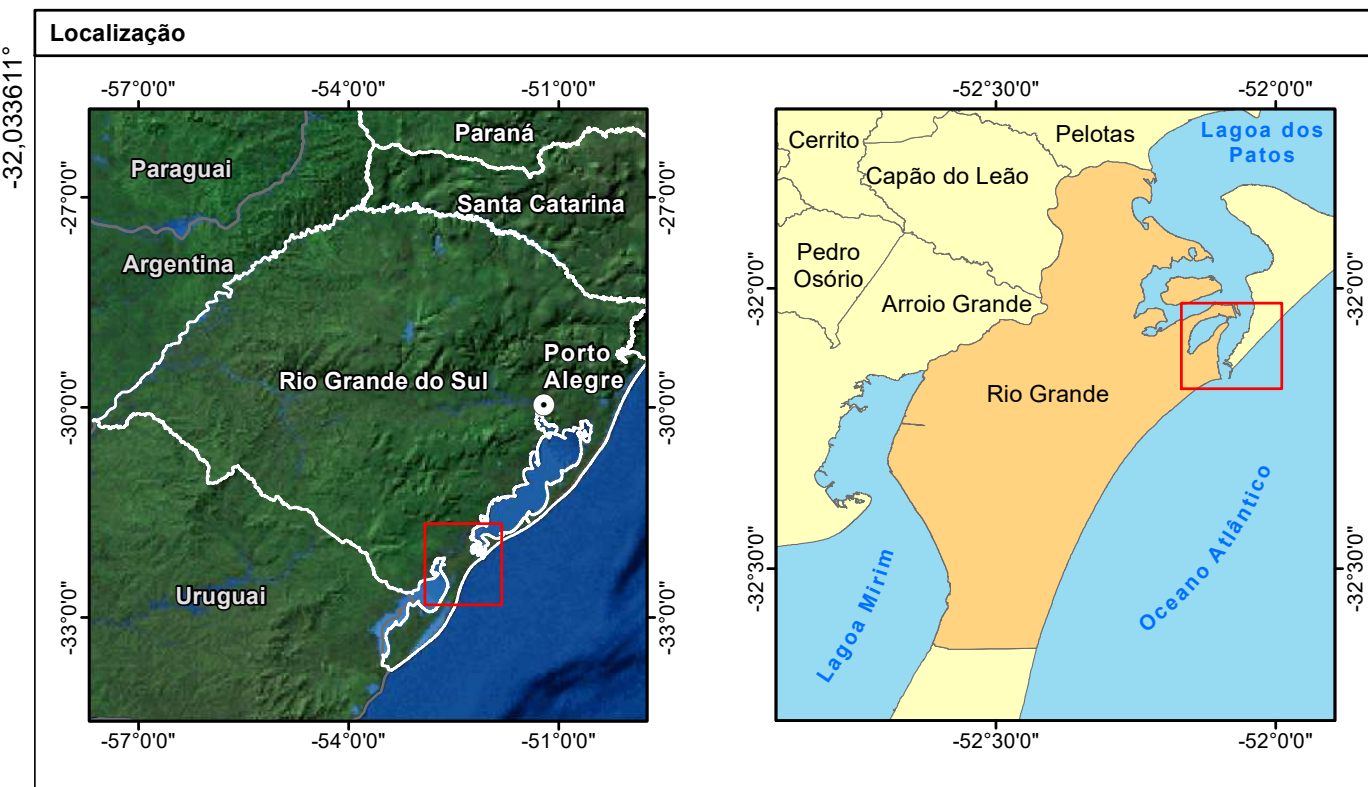 Localização
-32,033611°
-57°0'0"
-54°0'0"
-51°0'0"
Paraná
Paraguai
Santa Catarina
Argentina
Porto
Alegre
Rio Grande do Sul
Uruguai
-27°0'0"
-30°0'0"
-33°0'0"
-27°0'0"
-30°0'0"
-33°0'0"
-57°0'0"
-54°0'0"
-51°0'0"
-52°30'0"
-52°0'0"
Cerrito
Pelotas
Lagoa dos
Patos
Capão do Leão
Pedro
Osório
Arroio Grande
Rio Grande
Lagoa Mirim
Oceano Atlântico
-32°0'0"
-32°30'0"
-32°0'0"
-32°30'0"
-52°30'0"
-52°0'0"